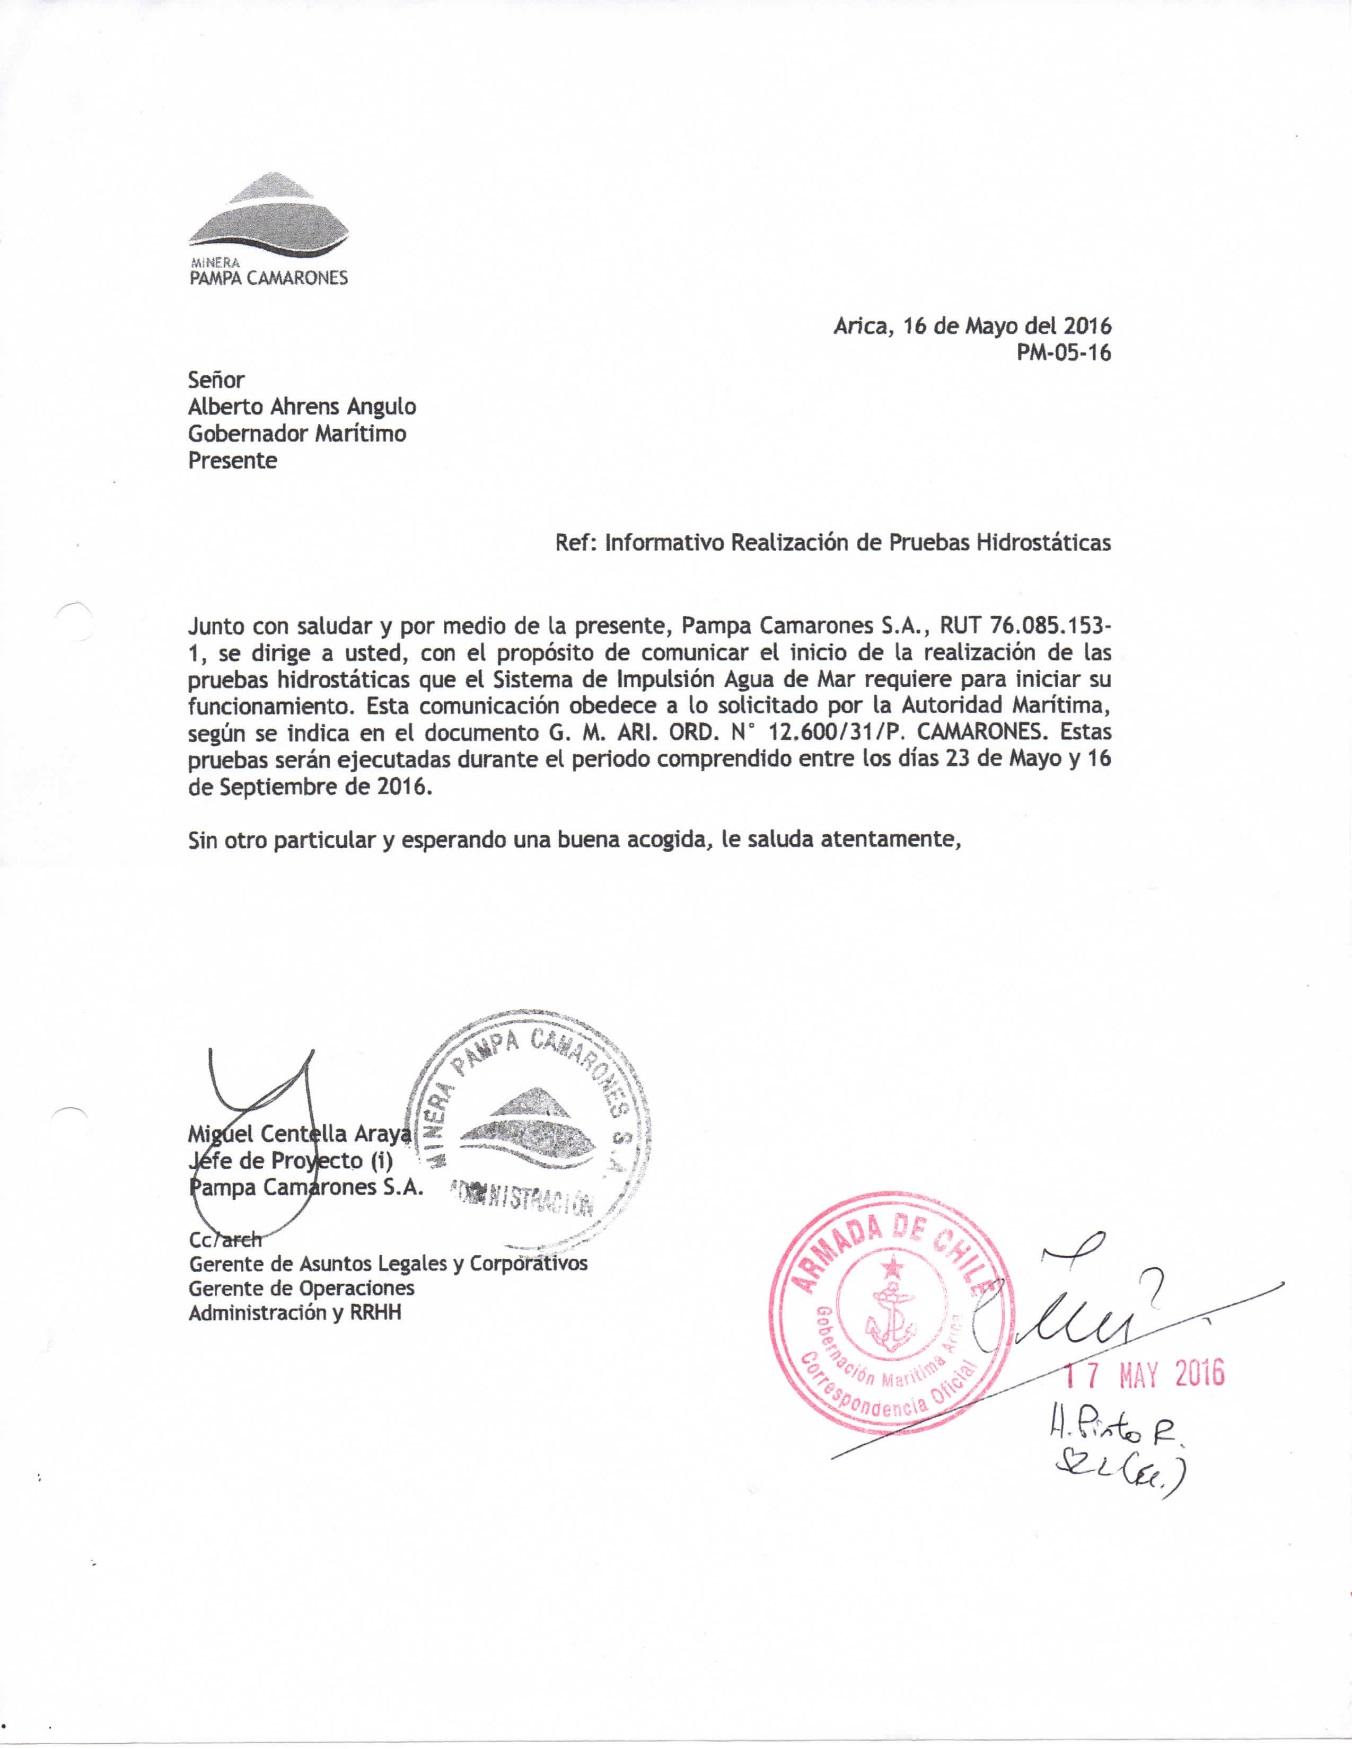 MINERA
PAMPA CAMARONES
Arica, 16 de Mayo del 2016
PM-05-16
Señor
Alberto Ahrens Angulo
Gobernador Marítimo
Presente
Ref: Informativo Realización de Pruebas Hidrostáticas
Junto con saludar y por medio de la presente, Pampa Camarones S.A., RUT 76.085.153-
1, se dirige a usted, con el propósito de comunicar el inicio de la realización de las
pruebas hidrostáticas que el Sistema de Impulsión Agua de Mar requiere para iniciar su
funcionamiento. Esta comunicación obedece a lo solicitado por la Autoridad Marítima,
según se indica en el documento G. M. ARI. ORD. N° 12.600/31/P. CAMARONES. Estas
pruebas serán ejecutadas durante el periodo comprendido entre los días 23 de Mayo y 16
de Septiembre de 2016.
Sin otro particular y esperando una buena acogida, le saluda atentamente,
MINERA PAMPA CAMARONES S.A.
ADMINISTRACIÓN
Miguel Centella Araya
Jefe de Proyecto (i)
Pampa Camarones S.A.
Cc/arch
Gerente de Asuntos Legales y Corporativos
Gerente de Operaciones
Administración y RRHH
ARMADA DE CHILE
Gobernación Marítima Arica
Correspondencia Oficial
17 MAY 2016
H. Pinto R.